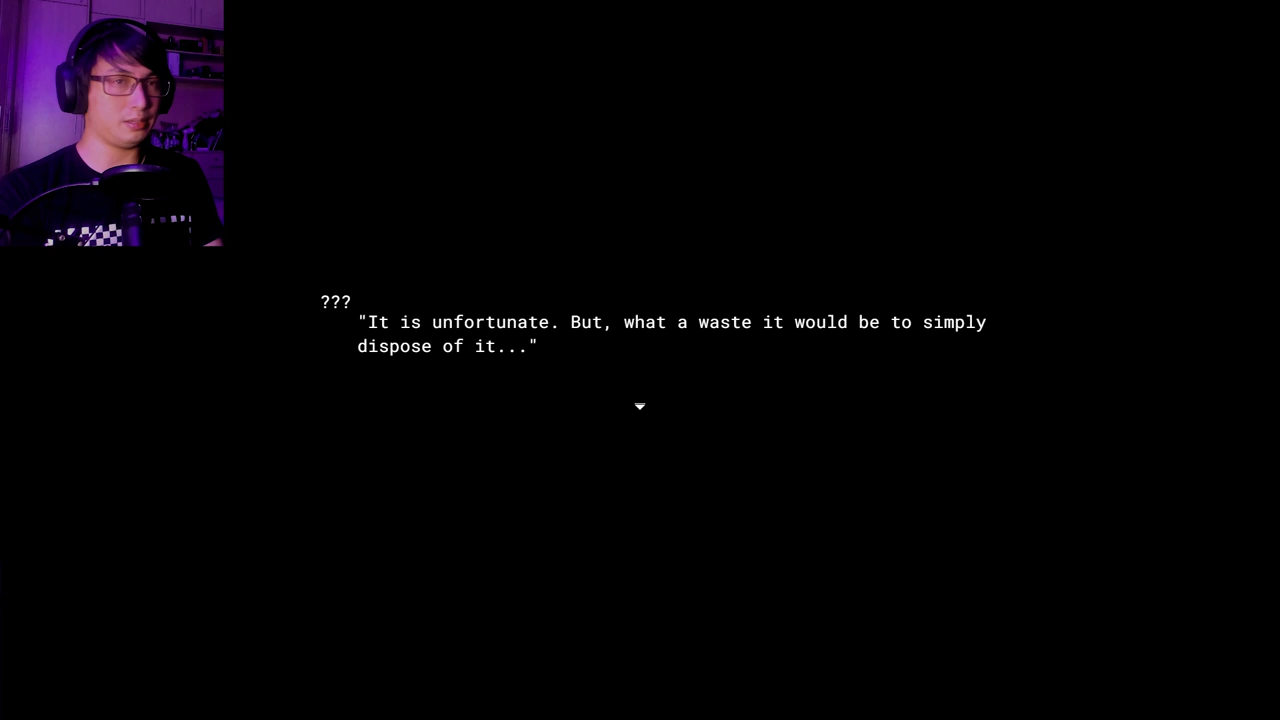 ???
"It is unfortunate. But, what a waste it would be to simply
dispose of it..."